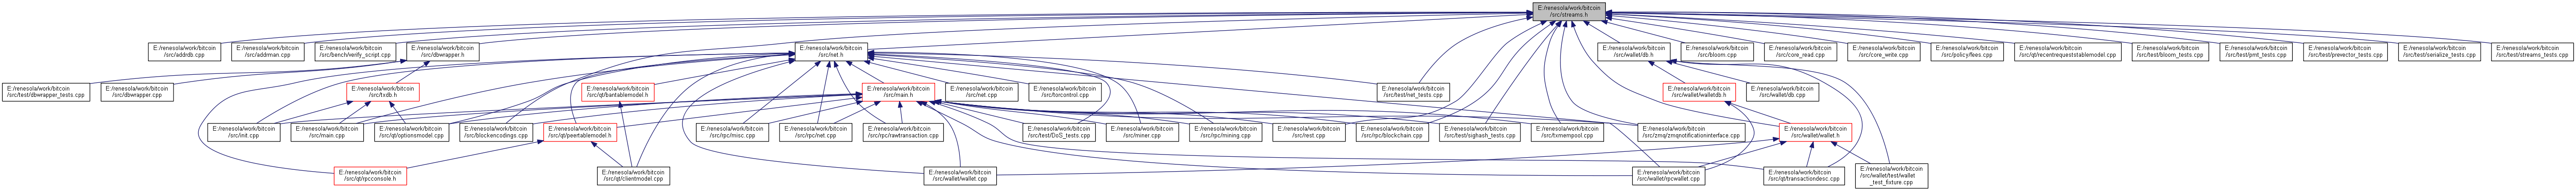 E:/renesola/work/bitcoin
/src/streams.h
E:/renesola/work/bitcoin
/src/addrdb.cpp
E:/renesola/work/bitcoin
/src/addrman.cpp
E:/renesola/work/bitcoin
/src/bench/verify_script.cpp
E:/renesola/work/bitcoin
/src/dbwrapper.h
E:/renesola/work/bitcoin
/src/net.h
E:/renesola/work/bitcoin
/src/wallet/db.h
E:/renesola/work/bitcoin
/src/bloom.cpp
E:/renesola/work/bitcoin
/src/core_read.cpp
E:/renesola/work/bitcoin
/src/core_write.cpp
E:/renesola/work/bitcoin
/src/policy/fees.cpp
E:/renesola/work/bitcoin
/src/qt/recentrequeststablemodel.cpp
E:/renesola/work/bitcoin
/src/test/bloom_tests.cpp
E:/renesola/work/bitcoin
/src/test/pmt_tests.cpp
E:/renesola/work/bitcoin
/src/test/prevector_tests.cpp
E:/renesola/work/bitcoin
/src/test/serialize_tests.cpp
E:/renesola/work/bitcoin
/src/test/streams_tests.cpp
E:/renesola/work/bitcoin
/src/test/dbwrapper_tests.cpp
E:/renesola/work/bitcoin
/src/dbwrapper.cpp
E:/renesola/work/bitcoin
/src/txdb.h
E:/renesola/work/bitcoin
/src/qt/bantablemodel.h
E:/renesola/work/bitcoin
/src/main.h
E:/renesola/work/bitcoin
/src/net.cpp
E:/renesola/work/bitcoin
/src/torcontrol.cpp
E:/renesola/work/bitcoin
/src/test/net_tests.cpp
E:/renesola/work/bitcoin
/src/wallet/walletdb.h
E:/renesola/work/bitcoin
/src/wallet/db.cpp
E:/renesola/work/bitcoin
/src/init.cpp
E:/renesola/work/bitcoin
/src/main.cpp
E:/renesola/work/bitcoin
/src/qt/optionsmodel.cpp
E:/renesola/work/bitcoin
/src/blockencodings.cpp
E:/renesola/work/bitcoin
/src/qt/peertablemodel.h
E:/renesola/work/bitcoin
/src/rpc/misc.cpp
E:/renesola/work/bitcoin
/src/rpc/net.cpp
E:/renesola/work/bitcoin
/src/rpc/rawtransaction.cpp
E:/renesola/work/bitcoin
/src/test/DoS_tests.cpp
E:/renesola/work/bitcoin
/src/miner.cpp
E:/renesola/work/bitcoin
/src/rpc/mining.cpp
E:/renesola/work/bitcoin
/src/rest.cpp
E:/renesola/work/bitcoin
/src/rpc/blockchain.cpp
E:/renesola/work/bitcoin
/src/test/sighash_tests.cpp
E:/renesola/work/bitcoin
/src/txmempool.cpp
E:/renesola/work/bitcoin
/src/zmq/zmqnotificationinterface.cpp
E:/renesola/work/bitcoin
/src/wallet/wallet.h
E:/renesola/work/bitcoin
/src/qt/rpcconsole.h
E:/renesola/work/bitcoin
/src/qt/clientmodel.cpp
E:/renesola/work/bitcoin
/src/wallet/wallet.cpp
E:/renesola/work/bitcoin
/src/wallet/rpcwallet.cpp
E:/renesola/work/bitcoin
/src/qt/transactiondesc.cpp
E:/renesola/work/bitcoin
/src/wallet/test/wallet
_test_fixture.cpp